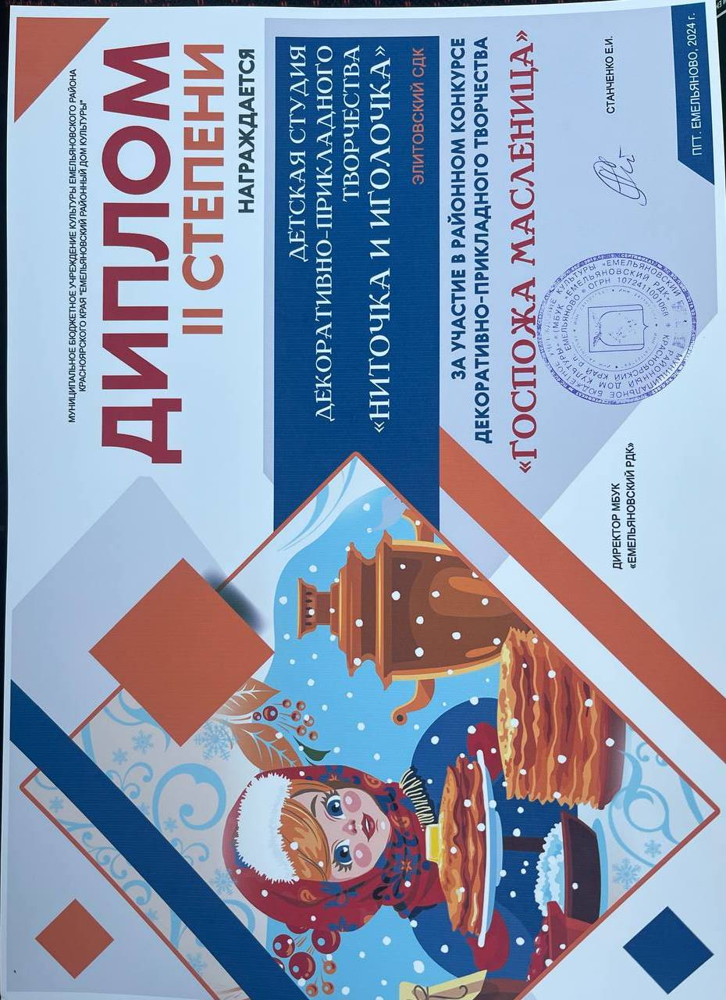 МУНИЦИПАЛЬНОЕ БЮДЖЕТНОЕ УЧРЕЖДЕНИЕ КУЛЬТУРЫ ЕМЕЛЬЯНОВСКОГО РАЙОНА
КРАСНОЯРСКОГО КРАЯ "ЕМЕЛЬЯНОВСКИЙ РАЙОННЫЙ ДОМ КУЛЬТУРЫ"
ДИПЛОМ
II СТЕПЕНИ
НАГРАЖДАЕТСЯ
ДЕТСКАЯ СТУДИЯ
ДЕКОРАТИВНО-ПРИКЛАДНОГО
ТВОРЧЕСТВА
«НИТОЧКА И ИГОЛОЧКА»
ЭЛИТОВСКИЙ СДК
ЗА УЧАСТИЕ В РАЙОННОМ КОНКУРСЕ
ДЕКОРАТИВНО-ПРИКЛАДНОГО ТВОРЧЕСТВА
«ГОСПОЖА МАСЛЕНИЦА»
ДИРЕКТОР МБУК
«ЕМЕЛЬЯНОВСКИЙ РДК»
МУНИЦИПАЛЬНОЕ БЮДЖЕТНОЕ УЧРЕЖДЕНИЕ КУЛЬТУРЫ "ЕМЕЛЬЯНОВСКИЙ
РАЙОННЫЙ ДОМ КУЛЬТУРЫ" (МБУК "ЕМЕЛЬЯНОВСКИЙ РДК")
КРАСНОЯРСКИЙ КРАЙ Р.П. ЕМЕЛЬЯНОВО ОГРН 1072411001068
СТАНЧЕНКО Е.И.
ПГТ. ЕМЕЛЬЯНОВО, 2024 г.